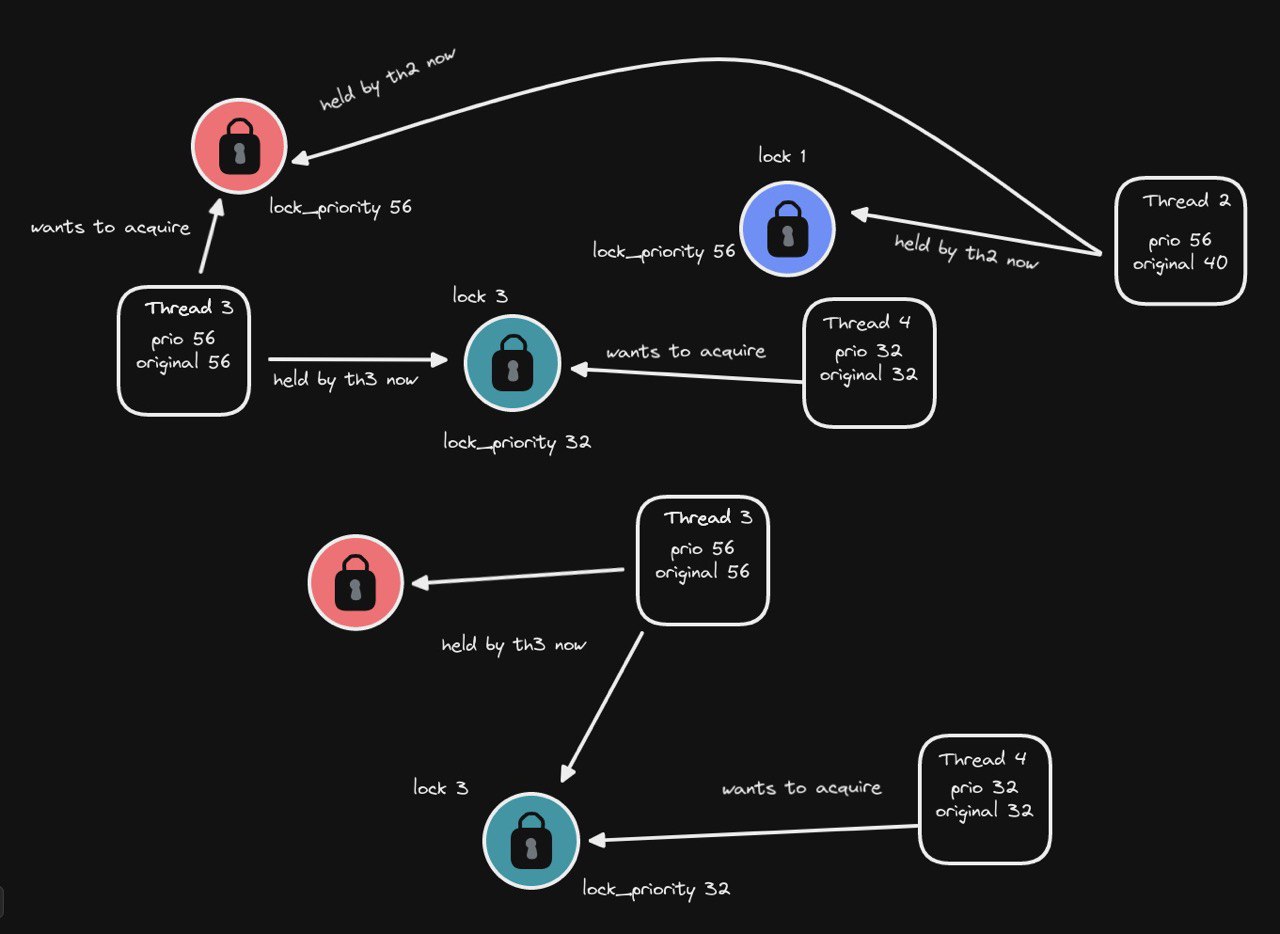 held by th2 now
lock 1
Thread 2
prio 56
original 40
lock_priority 56
wants to acquire
lock_priority 56
held by th2 now
lock 3
Thread 3
prio 56
original 56
held by th3 now
wants to acquire
Thread 4
prio 32
original 32
lock_priority 32
Thread 3
prio 56
original 56
held by th3 now
lock 3
wants to acquire
Thread 4
prio 32
original 32
lock_priority 32